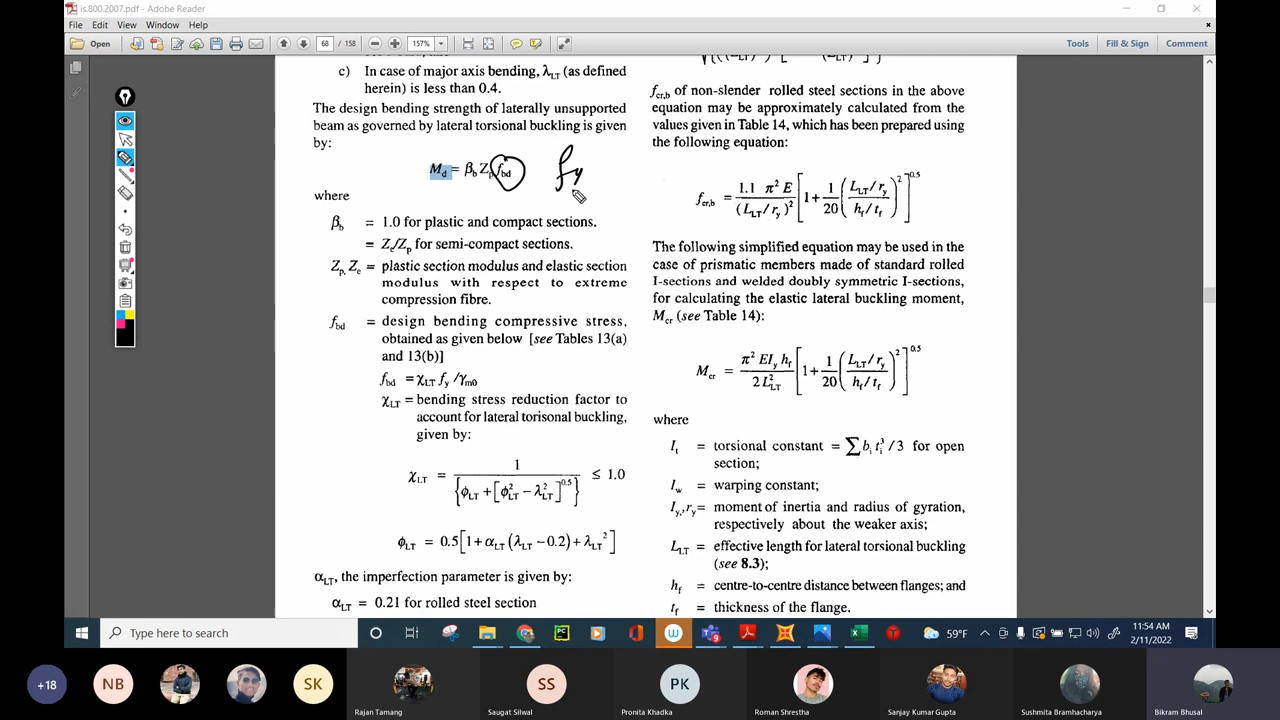 is.800.2007.pdf - Adobe Reader
File Edit View Window Help
Open 68 / 158 157% Tools Fill & Sign Comment
c) In case of major axis bending, λLT (as defined
herein) is less than 0.4.
The design bending strength of laterally unsupported
beam as governed by lateral torsional buckling is given
by:
Md = βb Zp fbd
fy
where
βb = 1.0 for plastic and compact sections.
= Ze/Zp for semi-compact sections.
Zp, Ze = plastic section modulus and elastic section
modulus with respect to extreme
compression fibre.
fbd = design bending compressive stress,
obtained as given below [see Tables 13(a)
and 13(b)]
fbd = χLT fy /γm0
χLT = bending stress reduction factor to
account for lateral torisonal buckling,
given by:
χLT = 1 / {ϕLT + [ϕ²LT − λ²LT]^0.5} ≤ 1.0
ϕLT = 0.5[1 + αLT (λLT − 0.2) + λLT²]
αLT, the imperfection parameter is given by:
αLT = 0.21 for rolled steel section
fcr,b of non-slender rolled steel sections in the above
equation may be approximately calculated from the
values given in Table 14, which has been prepared using
the following equation:
fcr,b = 1.1 π² E / (LLT / ry)² [1 + 1/20 ((LLT / ry) / (hf / tf))²]^0.5
The following simplified equation may be used in the
case of prismatic members made of standard rolled
I-sections and welded doubly symmetric I-sections,
for calculating the elastic lateral buckling moment,
Mcr (see Table 14):
Mcr = π² EIy hf / 2 L²LT [1 + 1/20 ((LLT / ry) / (hf / tf))²]^0.5
where
It = torsional constant = ∑ bi ti³ /3 for open
section;
Iw = warping constant;
Iy, ry = moment of inertia and radius of gyration,
respectively about the weaker axis;
LLT = effective length for lateral torsional buckling
(see 8.3);
hf = centre-to-centre distance between flanges; and
tf = thickness of the flange.
Type here to search
59°F
11:54 AM
2/11/2022
+18
NB
SK
Rajan Tamang
SS
Saugat Silwal
PK
Pronita Khadka
Roman Shrestha
Sanjay Kumar Gupta
Sushmita Bramhacharya
Bikram Bhusal